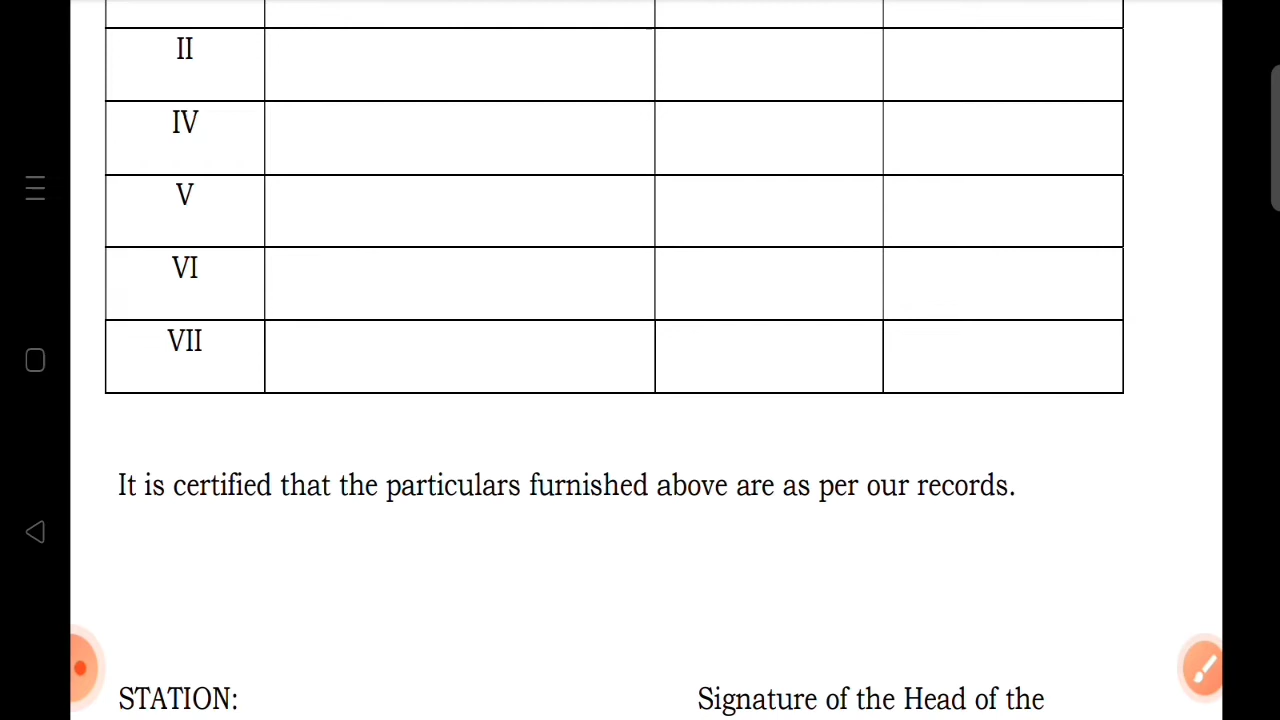 II
IV
V
VI
VII
It is certified that the particulars furnished above are as per our records.
STATION:
Signature of the Head of the